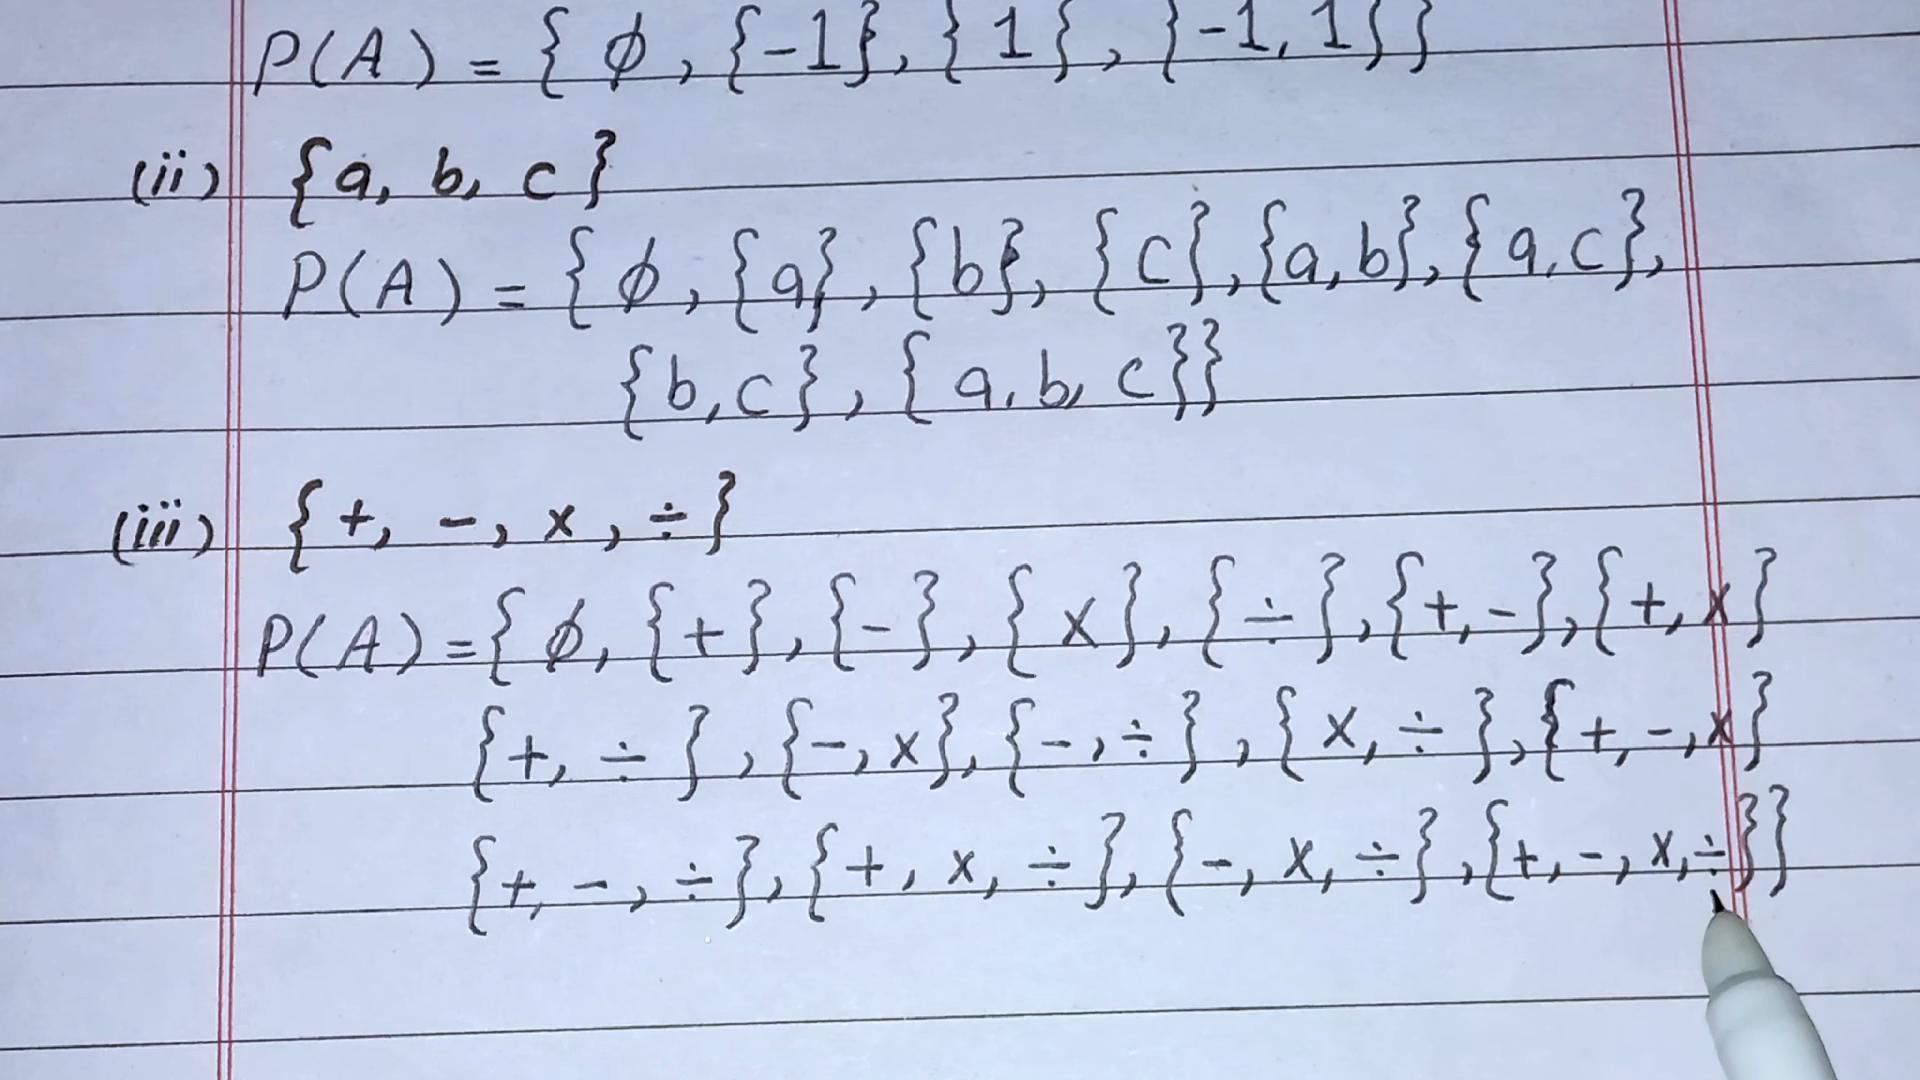 P(A) = { ϕ, {-1}, {1}, {-1, 1} }
(ii) {a, b, c}
P(A) = { ϕ, {a}, {b}, {c}, {a, b}, {a, c},
{b, c}, {a, b, c}}
(iii) {+, -, x, ÷}
P(A) = { ϕ, {+}, {-}, {x}, {÷}, {+, -}, {+, x}
{+, ÷}, {-, x}, {-, ÷}, {x, ÷}, {+, -, x}
{+, -, ÷}, {+, x, ÷}, {-, x, ÷}, {+, -, x, ÷}}